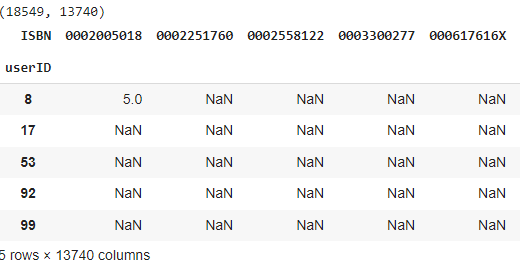 (18549, 13740)
ISBN 0002005018 0002251760 0002558122 0003300277 000617616X
userID
8 5.0 NaN NaN NaN NaN
17 NaN NaN NaN NaN NaN
53 NaN NaN NaN NaN NaN
92 NaN NaN NaN NaN NaN
99 NaN NaN NaN NaN NaN
5 rows × 13740 columns